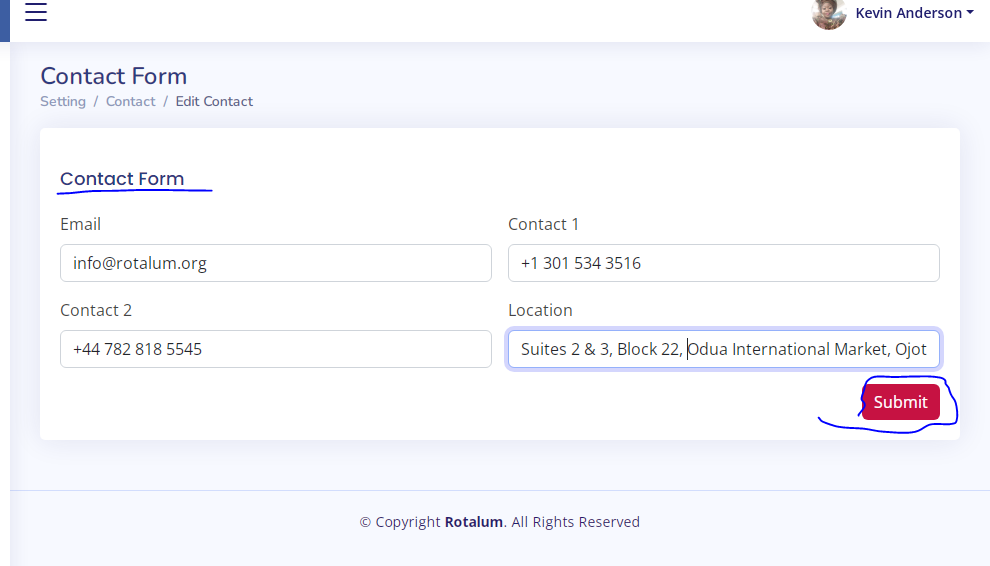 Kevin Anderson
Contact Form
Setting / Contact / Edit Contact
Contact Form
Email
Contact 1
info@rotalum.org
+1 301 534 3516
Contact 2
Location
+44 782 818 5545
Suites 2 & 3, Block 22, Odua International Market, Ojot
Submit
© Copyright Rotalum. All Rights Reserved